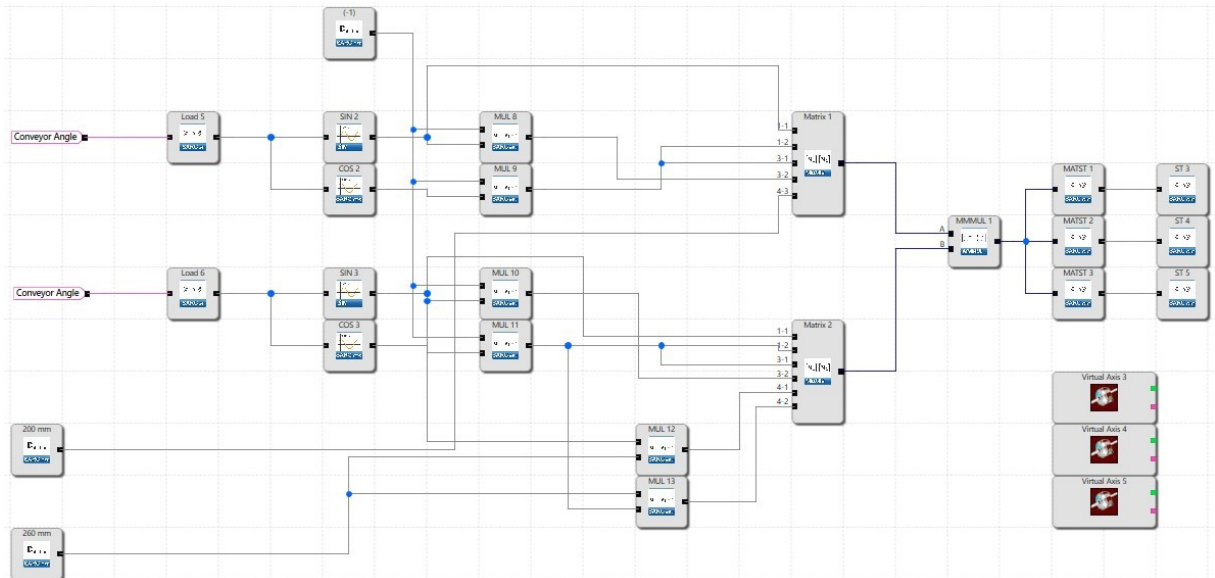 (-1)
Conveyor Angle
Load 5
SIN 2
SIN
COS 2
MUL 8
MUL 9
Matrix 1
1-1
1-2
3-1
3-2
4-3
Conveyor Angle
Load 6
SIN 3
SIN
COS 3
MUL 10
MUL 11
Matrix 2
1-1
1-2
3-1
3-2
4-1
4-2
MMMUL 1
A
B
MATST 1
ST 3
MATST 2
ST 4
MATST 3
ST 5
200 mm
260 mm
MUL 12
MUL 13
Virtual Axis 3
Virtual Axis 4
Virtual Axis 5